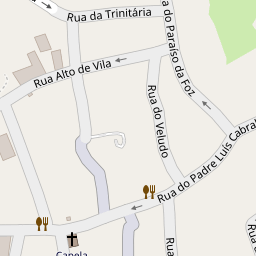 Rua da Trinitária
Rua do Paraíso da Foz
Rua Alto de Vila
Rua do Veludo
Rua do Padre Luís Cabral
Capela